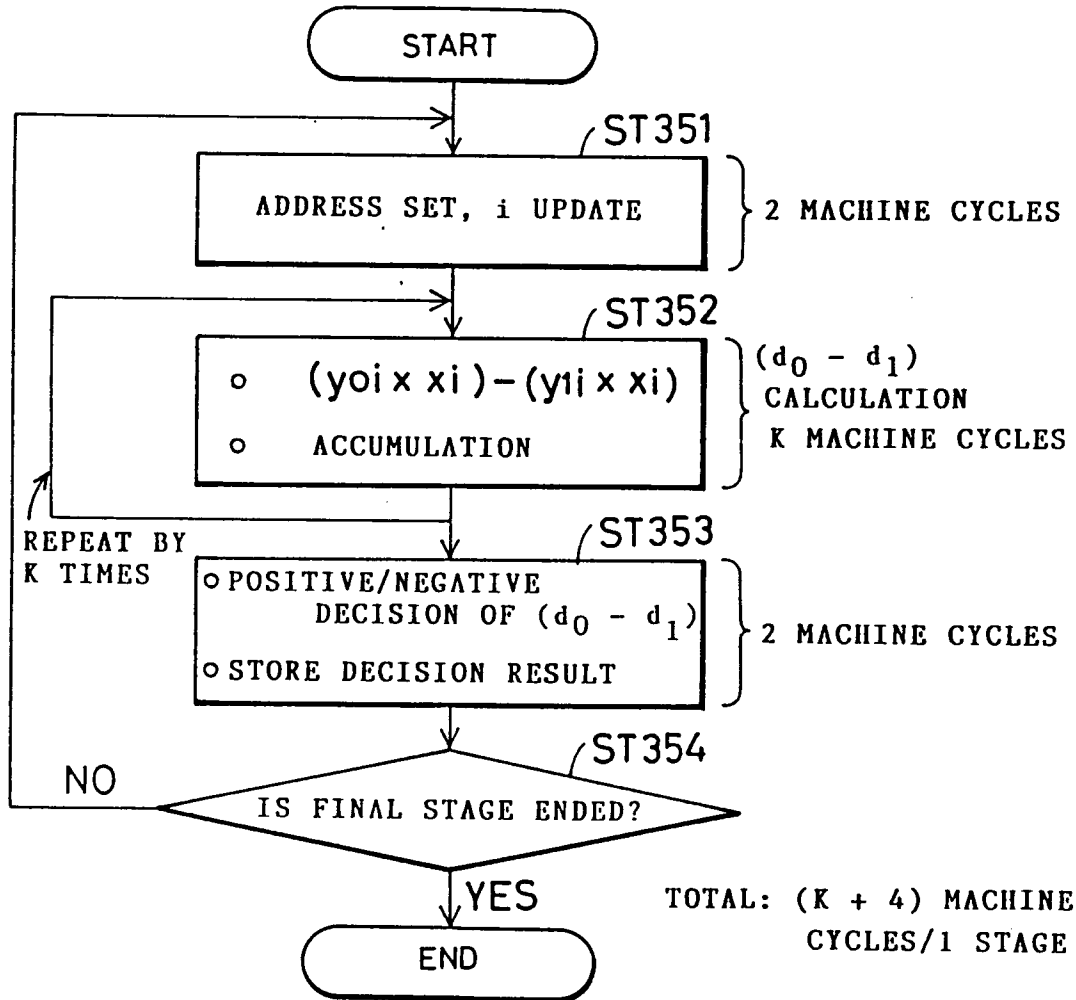 START
ST351
ADDRESS SET, i UPDATE
2 MACHINE CYCLES
ST352
(y0i x xi) – (y1i x xi)
ACCUMULATION
(d0 - d1)
CALCULATION
K MACHINE CYCLES
REPEAT BY
K TIMES
ST353
POSITIVE/NEGATIVE
DECISION OF (d0 - d1)
STORE DECISION RESULT
2 MACHINE CYCLES
ST354
NO
IS FINAL STAGE ENDED?
YES
TOTAL: (K + 4) MACHINE
CYCLES/1 STAGE
END